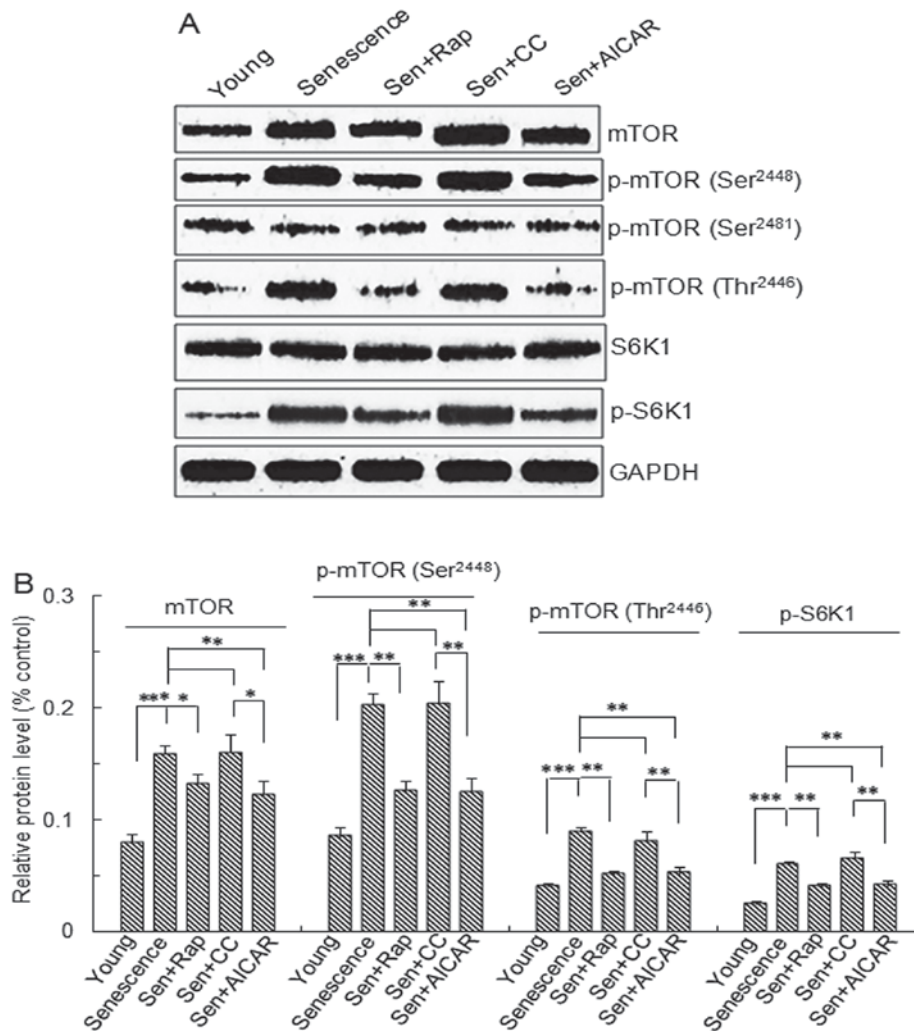 A
Young Senescence Sen+Rap Sen+CC Sen+AICAR
mTOR
p-mTOR (Ser²⁴⁴⁸)
p-mTOR (Ser²⁴⁸¹)
p-mTOR (Thr²⁴⁴⁶)
S6K1
p-S6K1
GAPDH
B
p-mTOR (Ser²⁴⁴⁸)
mTOR
p-mTOR (Thr²⁴⁴⁶)
p-S6K1
Relative protein level (% control)
0.3
0.2
0.1
0
** *** * *
** *** ** **
** *** ** **
** *** ** **
Young Senescence Sen+Rap Sen+CC Sen+AICAR
Young Senescence Sen+Rap Sen+CC Sen+AICAR
Young Senescence Sen+Rap Sen+CC Sen+AICAR
Young Senescence Sen+Rap Sen+CC Sen+AICAR